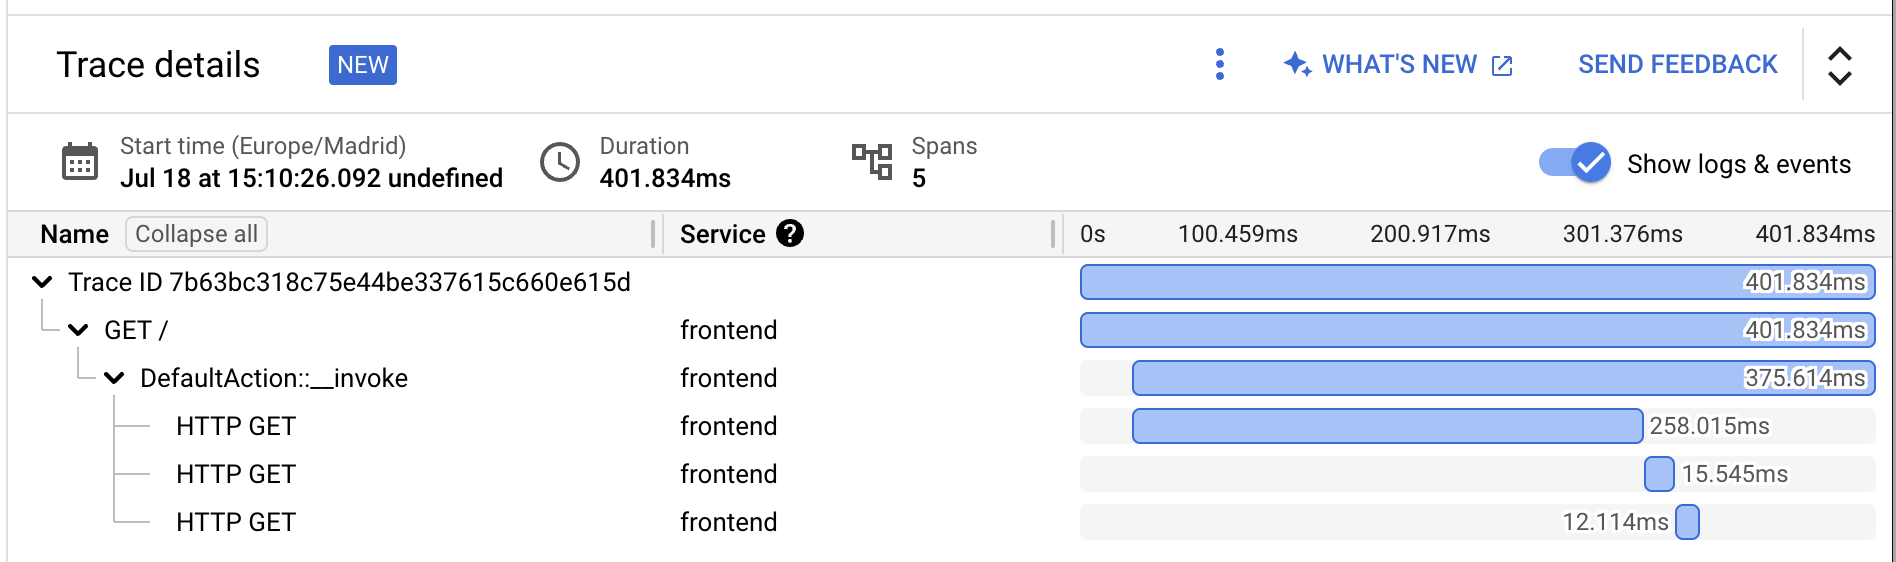 Trace details NEW WHAT'S NEW SEND FEEDBACK
Start time (Europe/Madrid) Duration Spans
Jul 18 at 15:10:26.092 undefined 401.834ms 5 Show logs & events
Name Collapse all Service ? 0s 100.459ms 200.917ms 301.376ms 401.834ms
Trace ID 7b63bc318c75e44be337615c660e615d 401.834ms
GET / frontend 401.834ms
DefaultAction::__invoke frontend 375.614ms
HTTP GET frontend 258.015ms
HTTP GET frontend 15.545ms
HTTP GET frontend 12.114ms